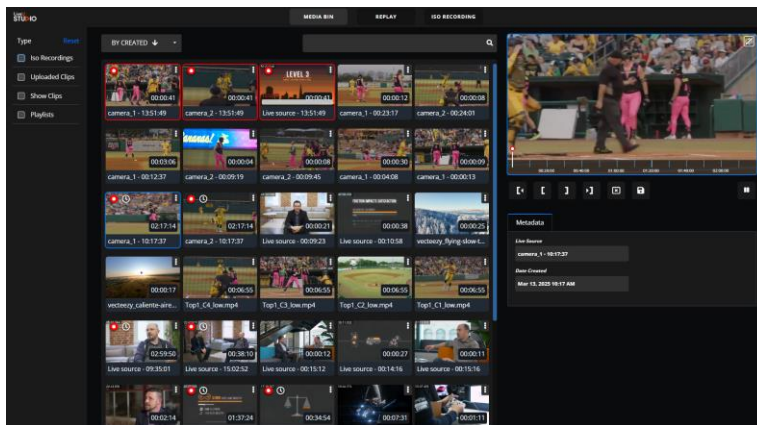 Live
STUDIO
MEDIA BIN
REPLAY
ISO RECORDING
Type
Reset
BY CREATED
Iso Recordings
Uploaded Clips
Show Clips
Playlists
LEVEL 3
00:00:41
00:00:41
00:00:41
00:00:12
00:00:08
camera_1 - 13:51:49
camera_2 - 13:51:49
Live source - 13:51:49
camera_1 - 00:23:17
camera_2 - 00:24:01
00:03:06
00:00:04
00:00:08
00:00:30
00:00:09
camera_1 - 00:12:37
camera_2 - 00:09:19
camera_2 - 00:09:45
camera_1 - 00:04:08
camera_1 - 00:00:13
02:17:14
02:17:14
00:00:21
00:00:38
00:00:25
camera_1 - 10:17:37
camera_2 - 10:17:37
Live source - 00:09:23
Live source - 00:10:58
vecteezy_flying-slow-t...
00:00:17
00:06:55
00:06:55
00:06:55
00:06:55
vecteezy_caliente-aire...
Top1_C4_low.mp4
Top1_C3_low.mp4
Top1_C2_low.mp4
Top1_C1_low.mp4
02:59:50
00:38:10
00:00:12
00:00:27
00:00:11
Live source - 09:35:01
Live source - 15:02:52
Live source - 00:15:12
Live source - 00:14:16
Live source - 00:15:16
00:02:14
01:37:24
00:34:54
00:07:31
00:01:11
Metadata
Live Source
camera_1 - 10:17:37
Date Created
Mar 13, 2025 10:17 AM